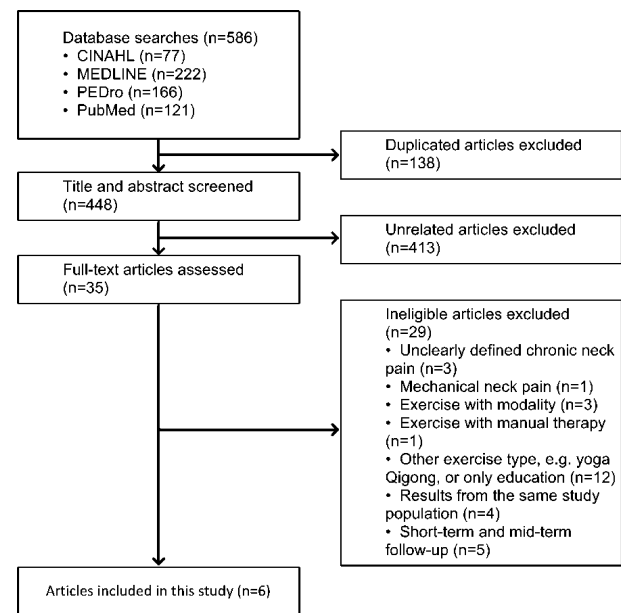 Database searches (n=586)
• CINAHL (n=77)
• MEDLINE (n=222)
• PEDro (n=166)
• PubMed (n=121)
Duplicated articles excluded
(n=138)
Title and abstract screened
(n=448)
Unrelated articles excluded
(n=413)
Full-text articles assessed
(n=35)
Ineligible articles excluded
(n=29)
• Unclearly defined chronic neck
pain (n=3)
• Mechanical neck pain (n=1)
• Exercise with modality (n=3)
• Exercise with manual therapy
(n=1)
• Other exercise type, e.g. yoga
Qigong, or only education (n=12)
• Results from the same study
population (n=4)
• Short-term and mid-term
follow-up (n=5)
Articles included in this study (n=6)